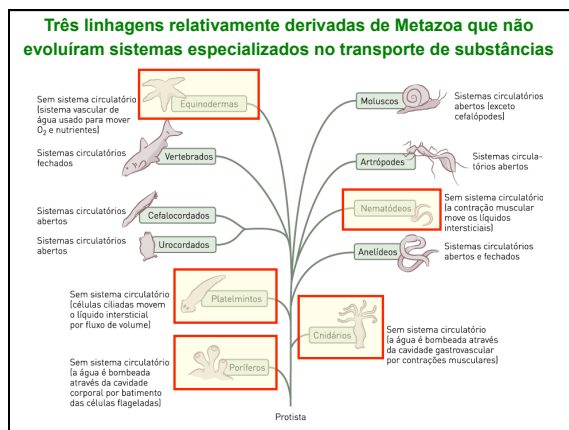 Três linhagens relativamente derivadas de Metazoa que não
evoluíram sistemas especializados no transporte de substâncias
Sem sistema circulatório
(sistema vascular de
água usado para mover
O₂ e nutrientes)
Equinodermas
Sistemas circulatórios
fechados
Vertebrados
Sistemas circulatórios
abertos
Cefalocordados
Sistemas circulatórios
abertos
Urocordados
Sem sistema circulatório
(células ciliadas movem
o líquido intersticial
por fluxo de volume)
Platelmintos
Sem sistema circulatório
(a água é bombeada
através da cavidade
corporal por batimento
das células flageladas)
Poríferos
Moluscos
Sistemas circulatórios
abertos (exceto
cefalópodes)
Artrópodes
Sistemas circula-
tórios abertos
Nematódeos
Sem sistema circulatório
(a contração muscular
move os líquidos
intersticiais)
Anelídeos
Sistemas circulatórios
abertos e fechados
Cnidários
Sem sistema circulatório
(a água é bombeada através
da cavidade gastrovascular
por contrações musculares)
Protista